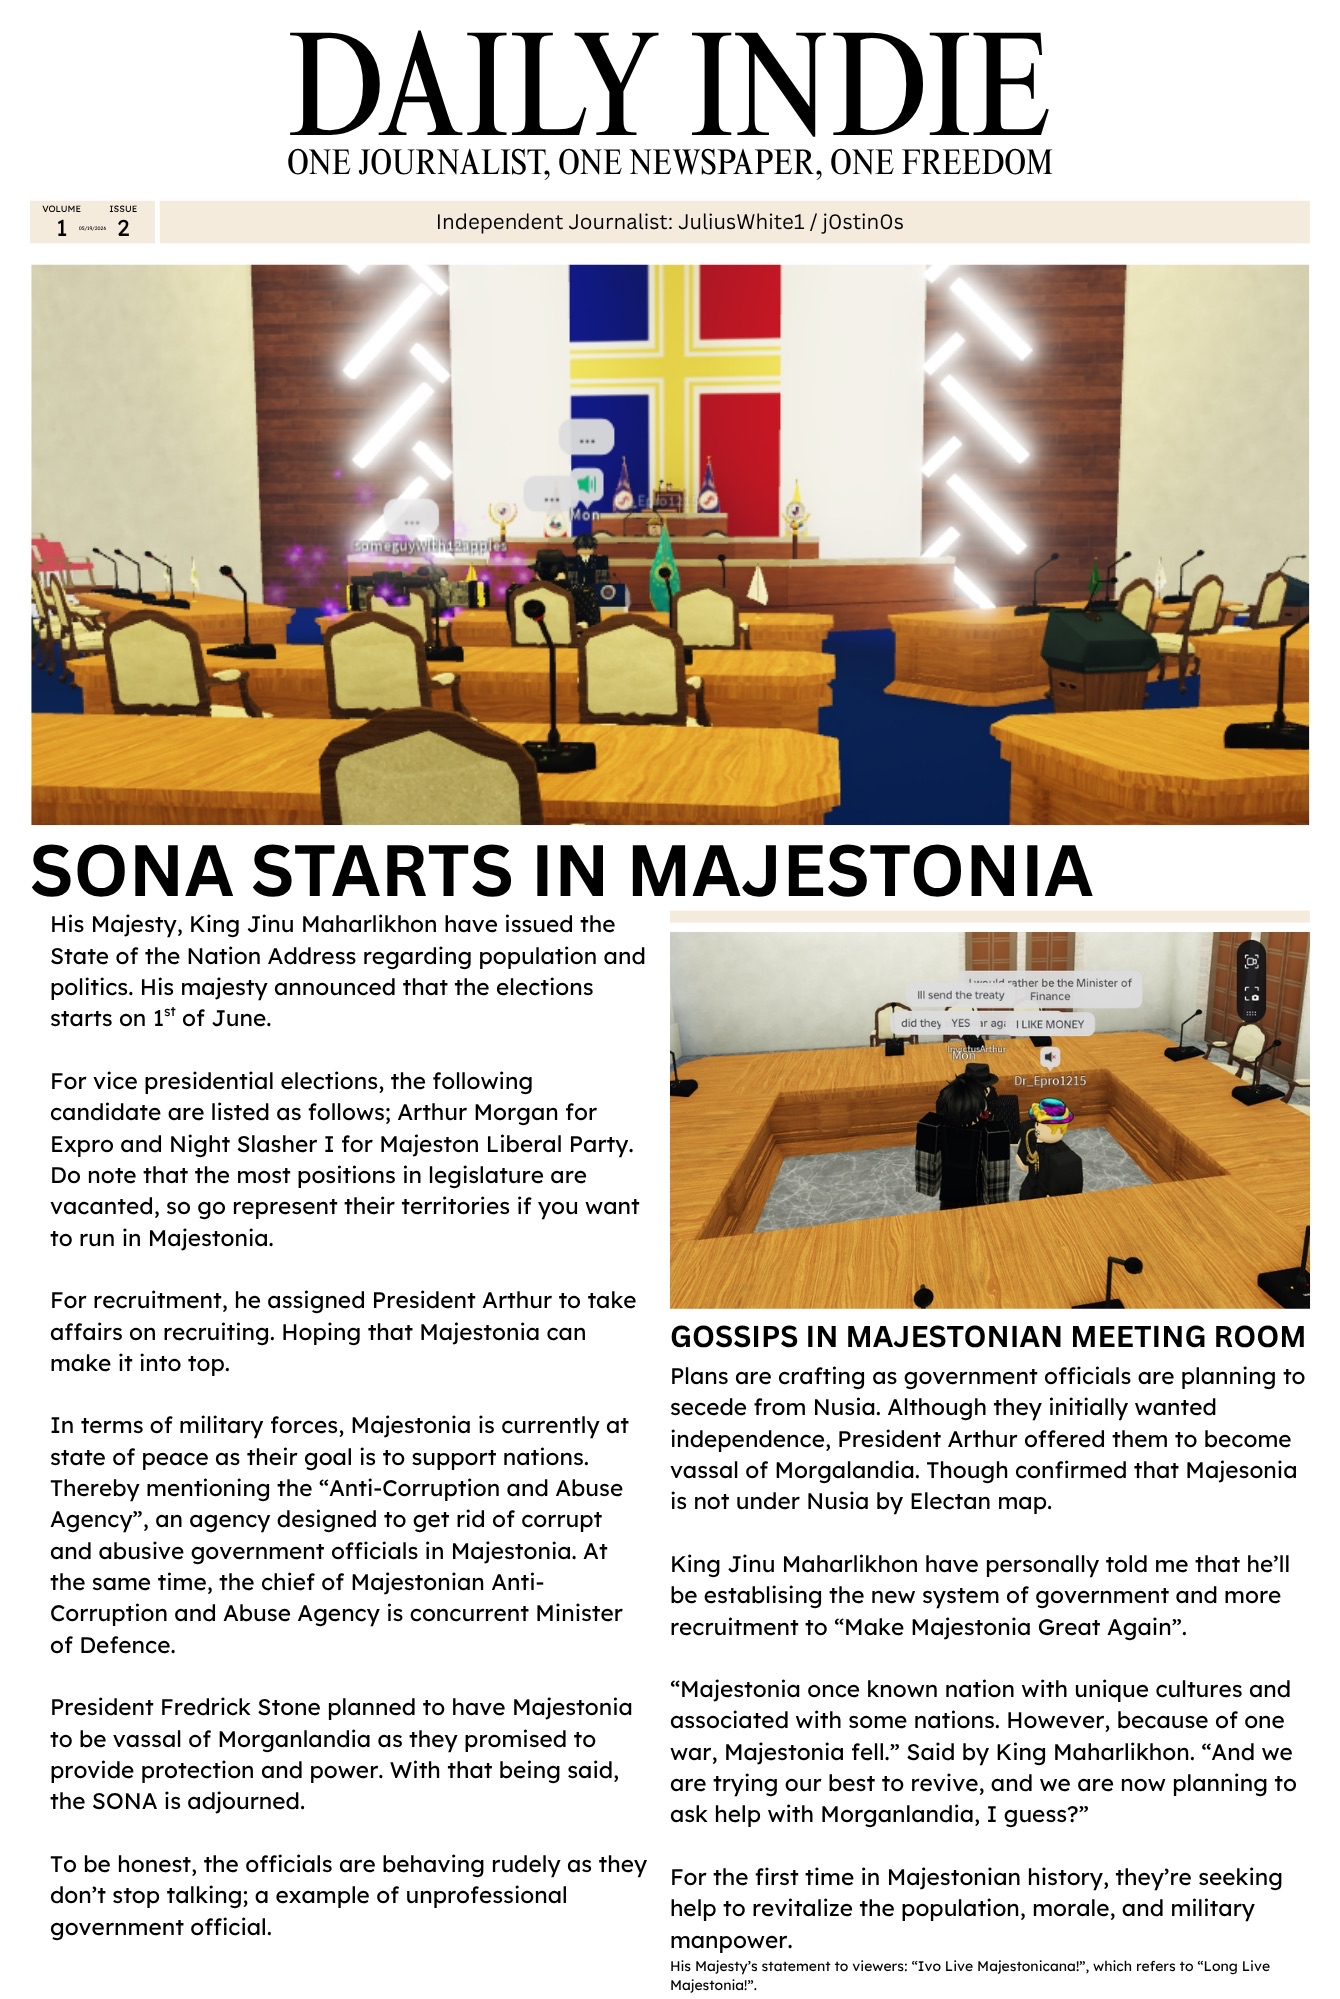 DAILY INDIE
ONE JOURNALIST, ONE NEWSPAPER, ONE FREEDOM
VOLUME ISSUE
1 05/19/2026 2
Independent Journalist: JuliusWhite1 / j0stin0s
...
...
Mon
...
someguywith12apples
SONA STARTS IN MAJESTONIA
His Majesty, King Jinu Maharlikhon have issued the
State of the Nation Address regarding population and
politics. His majesty announced that the elections
starts on 1st of June.
For vice presidential elections, the following
candidate are listed as follows; Arthur Morgan for
Expro and Night Slasher I for Majeston Liberal Party.
Do note that the most positions in legislature are
vacanted, so go represent their territories if you want
to run in Majestonia.
For recruitment, he assigned President Arthur to take
affairs on recruiting. Hoping that Majestonia can
make it into top.
In terms of military forces, Majestonia is currently at
state of peace as their goal is to support nations.
Thereby mentioning the “Anti-Corruption and Abuse
Agency”, an agency designed to get rid of corrupt
and abusive government officials in Majestonia. At
the same time, the chief of Majestonian Anti-
Corruption and Abuse Agency is concurrent Minister
of Defence.
President Fredrick Stone planned to have Majestonia
to be vassal of Morganlandia as they promised to
provide protection and power. With that being said,
the SONA is adjourned.
To be honest, the officials are behaving rudely as they
don’t stop talking; a example of unprofessional
government official.
I would rather be the Minister of
Finance
Ill send the treaty
did they
YES
I LIKE MONEY
InvictusArthur
Mon
Dr_Epro1215
GOSSIPS IN MAJESTONIAN MEETING ROOM
Plans are crafting as government officials are planning to
secede from Nusia. Although they initially wanted
independence, President Arthur offered them to become
vassal of Morgalandia. Though confirmed that Majesonia
is not under Nusia by Electan map.
King Jinu Maharlikhon have personally told me that he’ll
be establising the new system of government and more
recruitment to “Make Majestonia Great Again”.
“Majestonia once known nation with unique cultures and
associated with some nations. However, because of one
war, Majestonia fell.” Said by King Maharlikhon. “And we
are trying our best to revive, and we are now planning to
ask help with Morganlandia, I guess?”
For the first time in Majestonian history, they’re seeking
help to revitalize the population, morale, and military
manpower.
His Majesty’s statement to viewers: “Ivo Live Majestonicana!”, which refers to “Long Live
Majestonia!”.